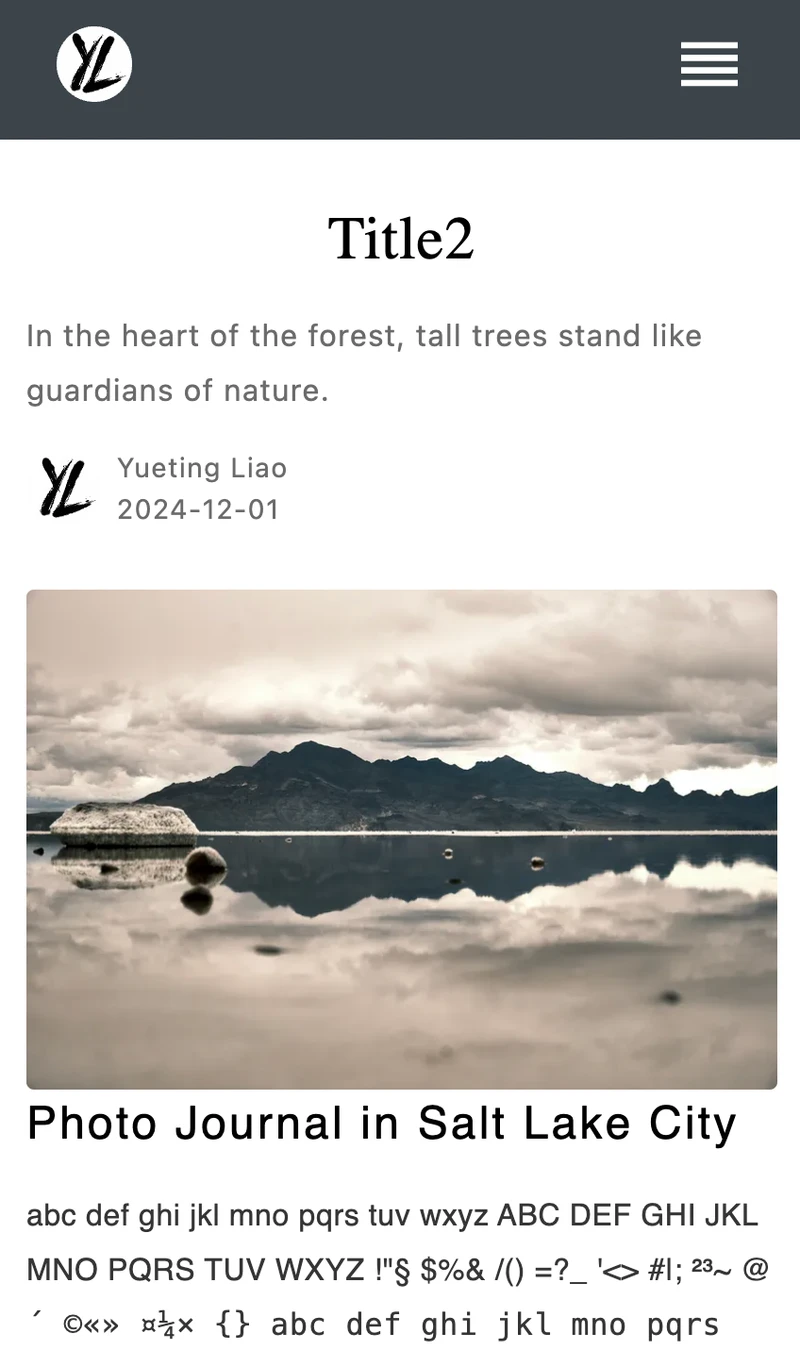 YL
Title2
In the heart of the forest, tall trees stand like
guardians of nature.
YL
Yueting Liao
2024-12-01
Photo Journal in Salt Lake City
abc def ghi jkl mno pqrs tuv wxyz ABC DEF GHI JKL
MNO PQRS TUV WXYZ !"§ $%& /() =?_ '<> #|; ²³~ @
´ ©«» ¤¼× {} abc def ghi jkl mno pqrs